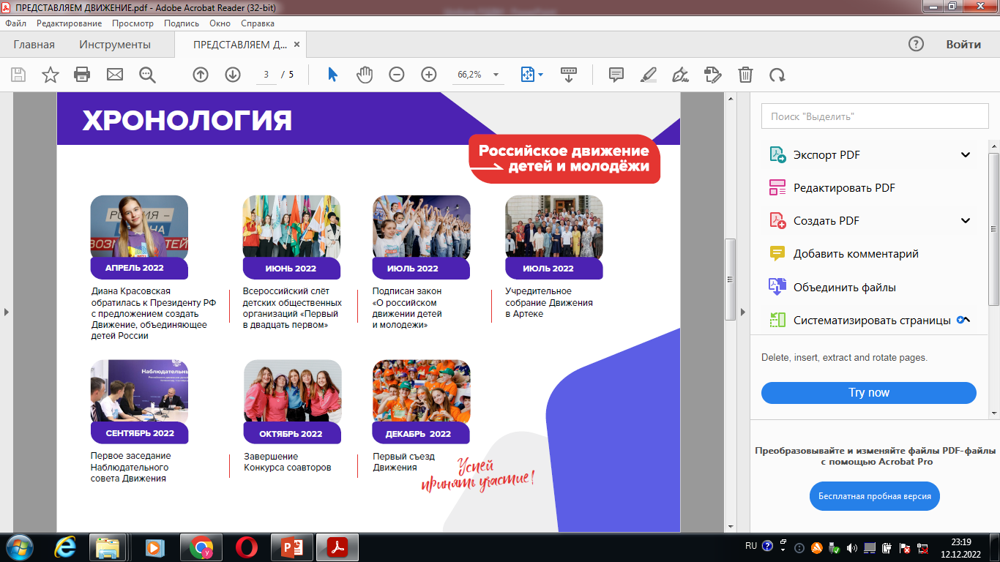 ПРЕДСТАВЛЯЕМ ДВИЖЕНИЕ.pdf - Adobe Acrobat Reader (32-bit)
Файл Редактирование Просмотр Подпись Окно Справка
Главная Инструменты ПРЕДСТАВЛЯЕМ Д... × Войти
3 / 5 66,2%
ХРОНОЛОГИЯ
Российское движение
детей и молодёжи
АПРЕЛЬ 2022
Диана Красовская
обратилась к Президенту РФ
с предложением создать
Движение, объединяющее
детей России
ИЮНЬ 2022
Всероссийский слёт
детских общественных
организаций «Первый
в двадцать первом»
ИЮЛЬ 2022
Подписан закон
«О российском
движении детей
и молодежи»
ИЮЛЬ 2022
Учредительное
собрание Движения
в Артеке
Наблюдательны
СЕНТЯБРЬ 2022
Первое заседание
Наблюдательного
совета Движения
ОКТЯБРЬ 2022
Завершение
Конкурса соавторов
ДЕКАБРЬ 2022
Первый съезд
Движения
Успей
принять участие!
Поиск "Выделить"
Экспорт PDF
Редактировать PDF
Создать PDF
Добавить комментарий
Объединить файлы
Систематизировать страницы
Delete, insert, extract and rotate pages.
Try now
Преобразовывайте и изменяйте файлы PDF-файлы
с помощью Acrobat Pro
Бесплатная пробная версия
RU
23:19
12.12.2022